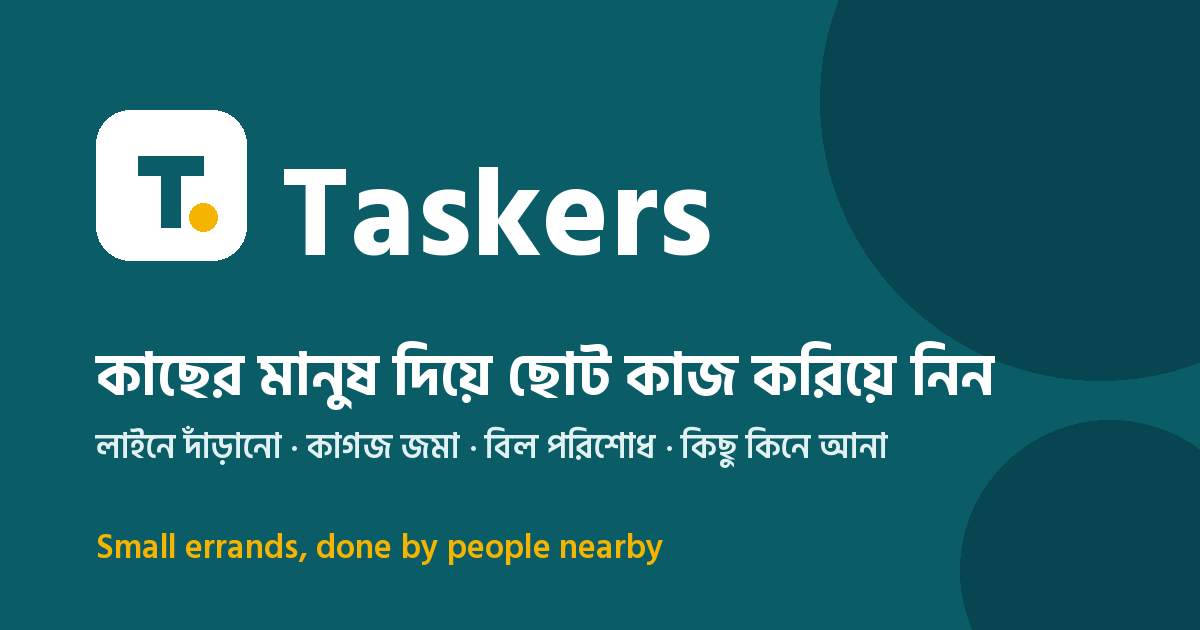 T.
Taskers
কাছের মানুষ দিয়ে ছোট কাজ করিয়ে নিন
লাইনে দাঁড়ানো · কাগজ জমা · বিল পরিশোধ · কিছু কিনে আনা
Small errands, done by people nearby